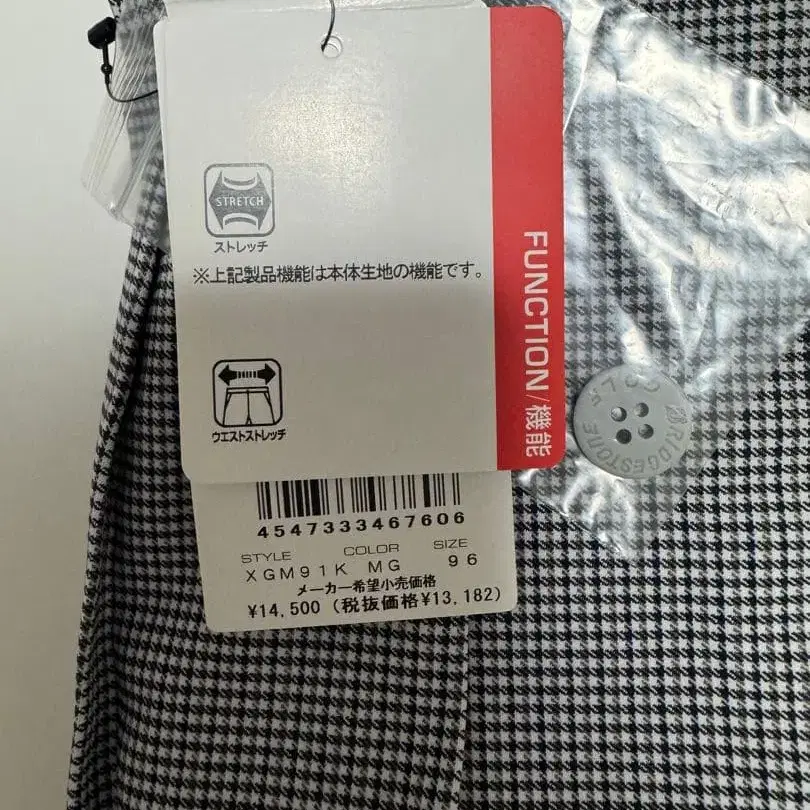 STRETCH
ストレッチ
※上記製品機能は本体生地の機能です。
ウエストストレッチ
FUNCTION/機能
BRIDGESTONE
GOLF
4547333467606
STYLE COLOR SIZE
XGM91K MG 96
メーカー希望小売価格
¥14,500 (税抜価格¥13,182)